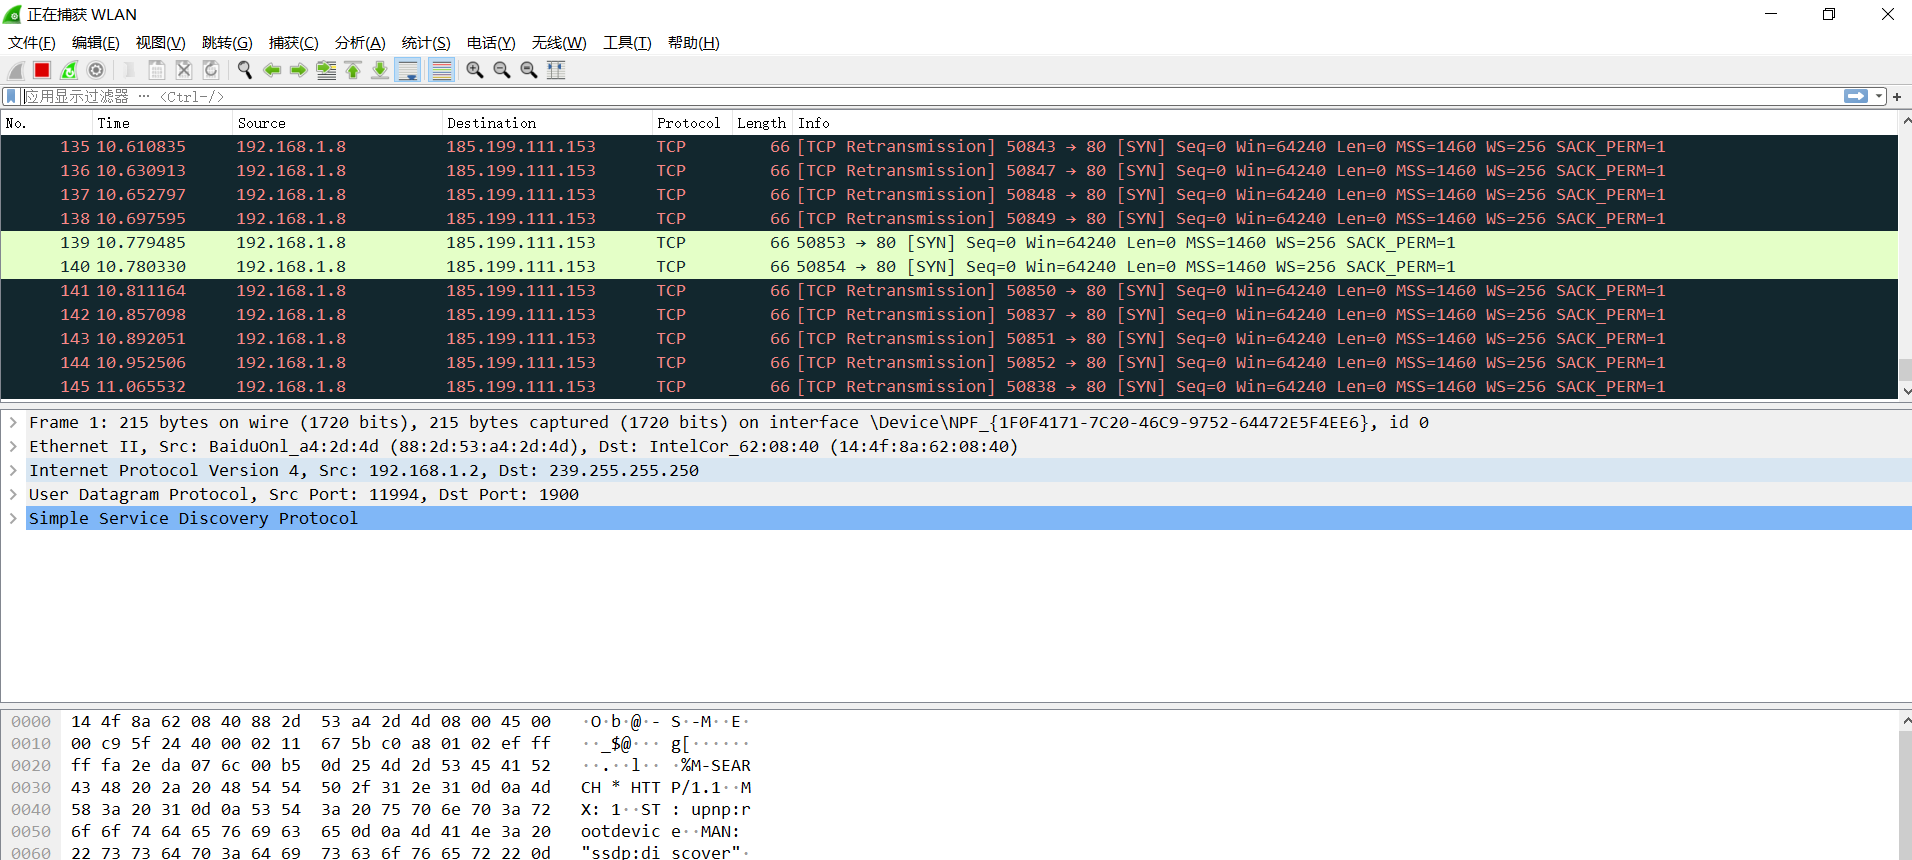 正在捕获 WLAN
文件(F) 编辑(E) 视图(V) 跳转(G) 捕获(C) 分析(A) 统计(S) 电话(Y) 无线(W) 工具(T) 帮助(H)
应用显示过滤器 … <Ctrl-/>
No. Time Source Destination Protocol Length Info
135 10.610835 192.168.1.8 185.199.111.153 TCP 66 [TCP Retransmission] 50843 → 80 [SYN] Seq=0 Win=64240 Len=0 MSS=1460 WS=256 SACK_PERM=1
136 10.630913 192.168.1.8 185.199.111.153 TCP 66 [TCP Retransmission] 50847 → 80 [SYN] Seq=0 Win=64240 Len=0 MSS=1460 WS=256 SACK_PERM=1
137 10.652797 192.168.1.8 185.199.111.153 TCP 66 [TCP Retransmission] 50848 → 80 [SYN] Seq=0 Win=64240 Len=0 MSS=1460 WS=256 SACK_PERM=1
138 10.697595 192.168.1.8 185.199.111.153 TCP 66 [TCP Retransmission] 50849 → 80 [SYN] Seq=0 Win=64240 Len=0 MSS=1460 WS=256 SACK_PERM=1
139 10.779485 192.168.1.8 185.199.111.153 TCP 66 50853 → 80 [SYN] Seq=0 Win=64240 Len=0 MSS=1460 WS=256 SACK_PERM=1
140 10.780330 192.168.1.8 185.199.111.153 TCP 66 50854 → 80 [SYN] Seq=0 Win=64240 Len=0 MSS=1460 WS=256 SACK_PERM=1
141 10.811164 192.168.1.8 185.199.111.153 TCP 66 [TCP Retransmission] 50850 → 80 [SYN] Seq=0 Win=64240 Len=0 MSS=1460 WS=256 SACK_PERM=1
142 10.857098 192.168.1.8 185.199.111.153 TCP 66 [TCP Retransmission] 50837 → 80 [SYN] Seq=0 Win=64240 Len=0 MSS=1460 WS=256 SACK_PERM=1
143 10.892051 192.168.1.8 185.199.111.153 TCP 66 [TCP Retransmission] 50851 → 80 [SYN] Seq=0 Win=64240 Len=0 MSS=1460 WS=256 SACK_PERM=1
144 10.952506 192.168.1.8 185.199.111.153 TCP 66 [TCP Retransmission] 50852 → 80 [SYN] Seq=0 Win=64240 Len=0 MSS=1460 WS=256 SACK_PERM=1
145 11.065532 192.168.1.8 185.199.111.153 TCP 66 [TCP Retransmission] 50838 → 80 [SYN] Seq=0 Win=64240 Len=0 MSS=1460 WS=256 SACK_PERM=1
Frame 1: 215 bytes on wire (1720 bits), 215 bytes captured (1720 bits) on interface \Device\NPF_{1F0F4171-7C20-46C9-9752-64472E5F4EE6}, id 0
Ethernet II, Src: BaiduOnl_a4:2d:4d (88:2d:53:a4:2d:4d), Dst: IntelCor_62:08:40 (14:4f:8a:62:08:40)
Internet Protocol Version 4, Src: 192.168.1.2, Dst: 239.255.255.250
User Datagram Protocol, Src Port: 11994, Dst Port: 1900
Simple Service Discovery Protocol
0000 14 4f 8a 62 08 40 88 2d 53 a4 2d 4d 08 00 45 00 ·O·b·@·- S·-M··E·
0010 00 c9 5f 24 40 00 02 11 67 5b c0 a8 01 02 ef ff ··_$@··· g[······
0020 ff fa 2e da 07 6c 00 b5 0d 25 4d 2d 53 45 41 52 ··.··l·· ·%M-SEAR
0030 43 48 20 2a 20 48 54 54 50 2f 31 2e 31 0d 0a 4d CH * HTT P/1.1··M
0040 58 3a 20 31 0d 0a 53 54 3a 20 75 70 6e 70 3a 72 X: 1··ST : upnp:r
0050 6f 6f 74 64 65 76 69 63 65 0d 0a 4d 41 4e 3a 20 ootdevic e··MAN:
0060 22 73 73 64 70 3a 64 69 73 63 6f 76 65 72 22 0d "ssdp:di scover"·